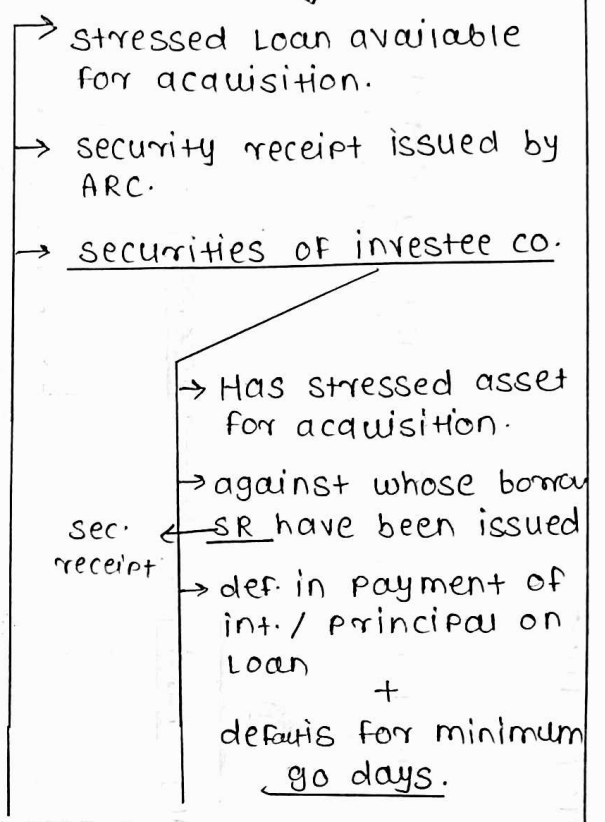 → stressed Loan available
for acquisition.
→ security receipt issued by
ARC.
→ securities of investee co.
→ Has stressed asset
for acquisition.
→ against whose borrow
SR have been issued
sec.
receipt
→ def. in payment of
int. / principal on
Loan
+
defaults for minimum
90 days.